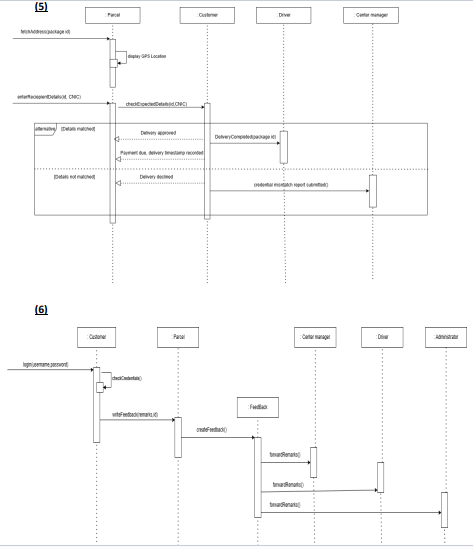 (5)
: Parcel
: Customer
: Driver
: Center manager
fetchAddress(package id)
display GPS Location
enterReciepientDetails(id, CNIC)
checkExpectedDetails(id,CNIC)
alternative
[Details matched]
Delivery approved
DeliveryCompleted(package id)
Payment due, delivery timestamp recorded
[Details not matched]
Delivery declined
credential mismatch report submitted()
(6)
: Customer
: Parcel
: Center manager
: Driver
: Administrator
login(username,password)
checkCredentials()
: FeedBack
writeFeedback(remarks,id)
createFeedback()
forwardRemarks()
forwardRemarks()
forwardRemarks()